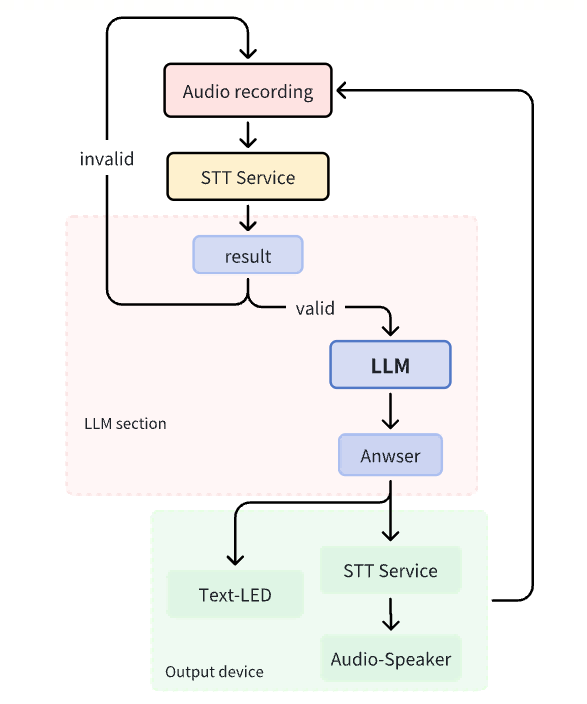 Audio recording
invalid
STT Service
result
valid
LLM
LLM section
Anwser
STT Service
Text-LED
Audio-Speaker
Output device